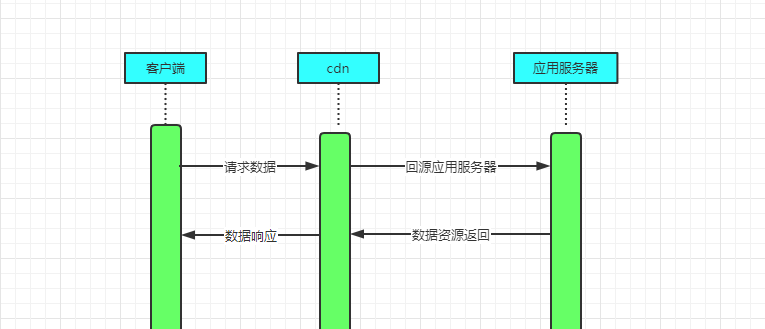 客户端
cdn
应用服务器
请求数据
回源应用服务器
数据响应
数据资源返回